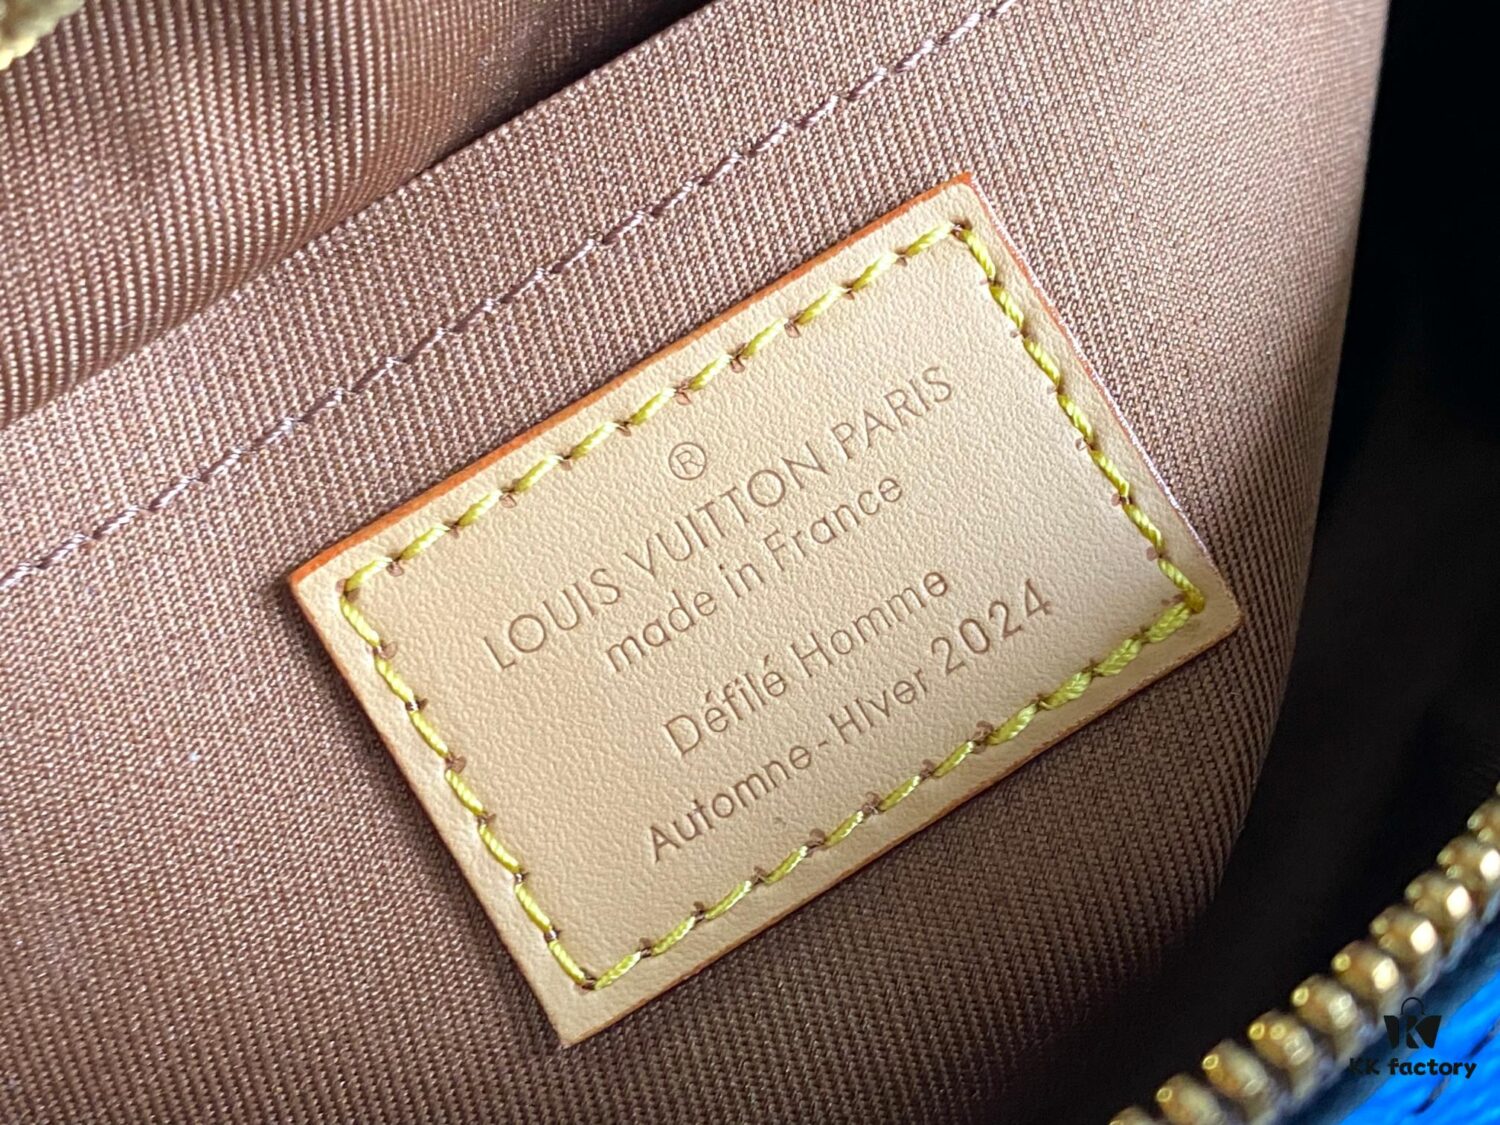 ®
LOUIS VUITTON PARIS
made in France
Défilé Homme
Automne-HIver 2024
KK factory